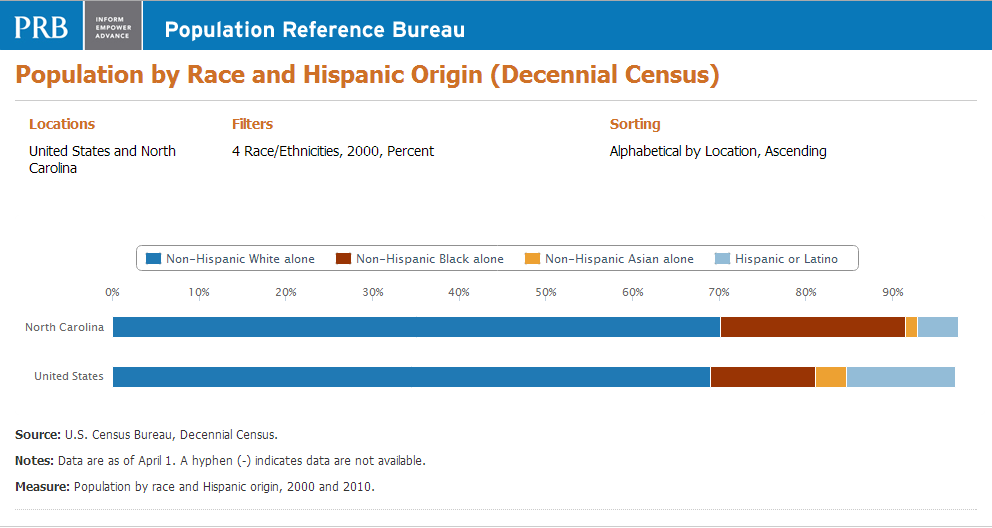 PRB
INFORM
EMPOWER
ADVANCE
Population Reference Bureau
Population by Race and Hispanic Origin (Decennial Census)
Locations
United States and North
Carolina
Filters
4 Race/Ethnicities, 2000, Percent
Sorting
Alphabetical by Location, Ascending
Non-Hispanic White alone Non-Hispanic Black alone Non-Hispanic Asian alone Hispanic or Latino
0% 10% 20% 30% 40% 50% 60% 70% 80% 90%
North Carolina
United States
Source: U.S. Census Bureau, Decennial Census.
Notes: Data are as of April 1. A hyphen (-) indicates data are not available.
Measure: Population by race and Hispanic origin, 2000 and 2010.